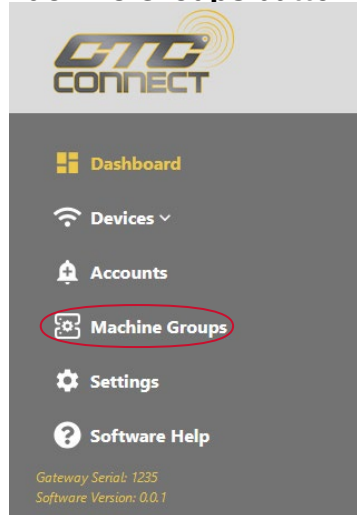 CTC
CONNECT
Dashboard
Devices
Accounts
Machine Groups
Settings
Software Help
Gateway Serial: 1235
Software Version: 0.0.1